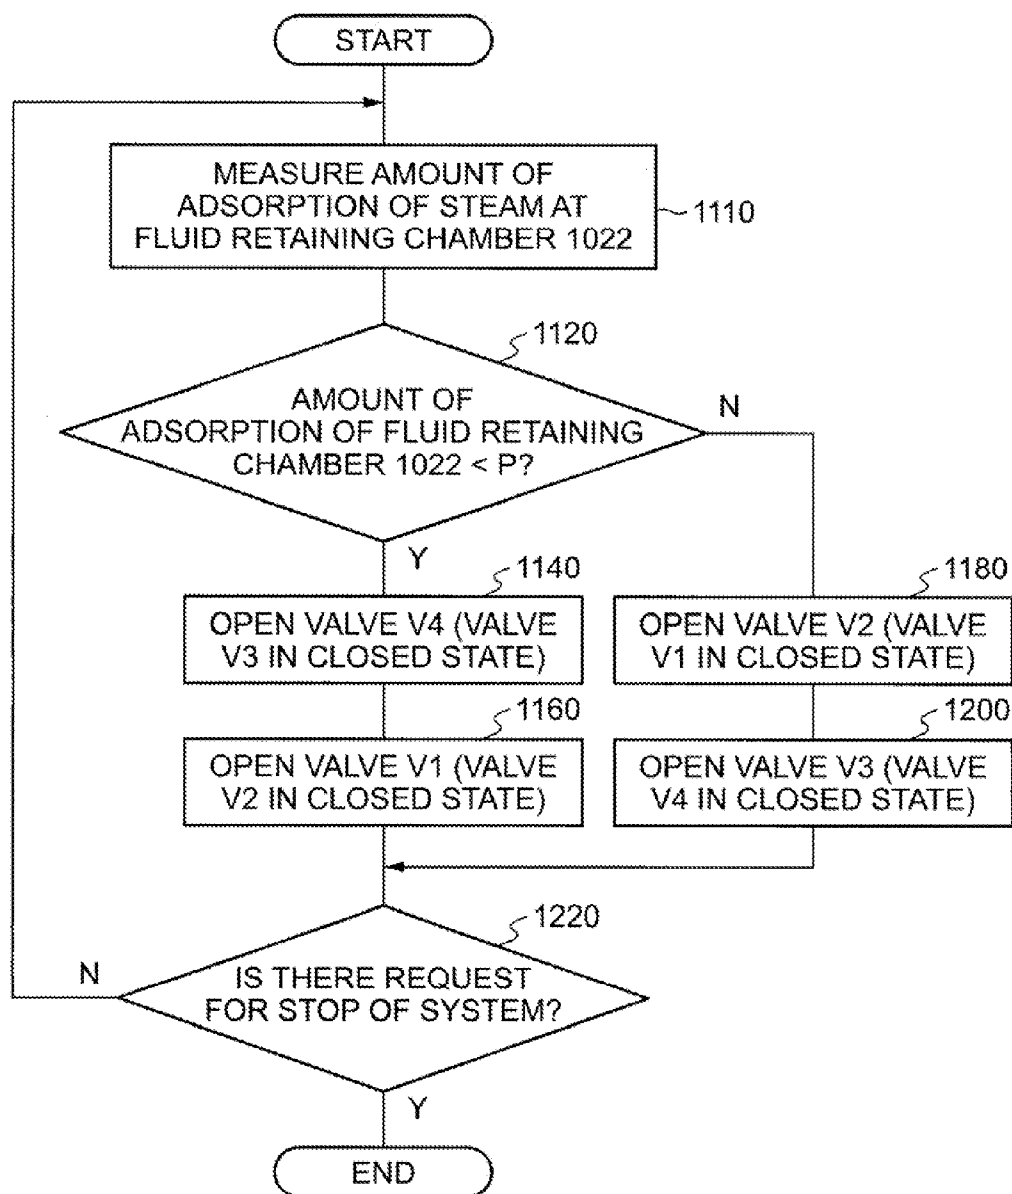 START
MEASURE AMOUNT OF
ADSORPTION OF STEAM AT
FLUID RETAINING CHAMBER 1022
1110
1120
AMOUNT OF
ADSORPTION OF FLUID RETAINING
CHAMBER 1022 < P?
N
Y
1140
OPEN VALVE V4 (VALVE
V3 IN CLOSED STATE)
1180
OPEN VALVE V2 (VALVE
V1 IN CLOSED STATE)
1160
OPEN VALVE V1 (VALVE
V2 IN CLOSED STATE)
1200
OPEN VALVE V3 (VALVE
V4 IN CLOSED STATE)
1220
N
IS THERE REQUEST
FOR STOP OF SYSTEM?
Y
END